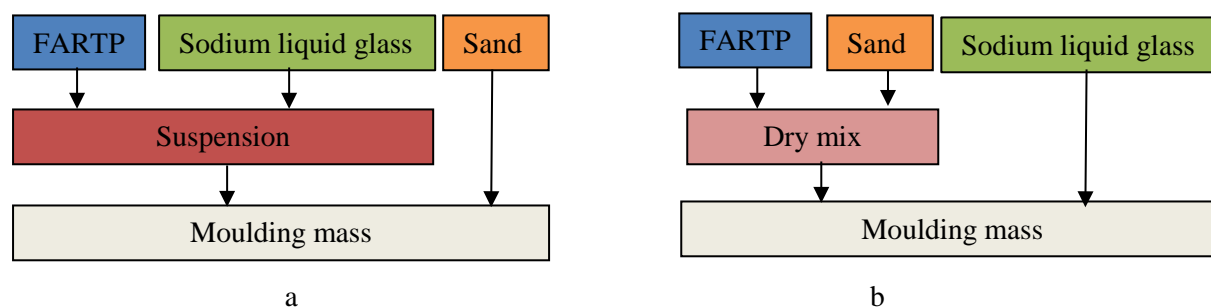 FARTP
Sodium liquid glass
Sand
Suspension
Moulding mass
a
FARTP
Sand
Sodium liquid glass
Dry mix
Moulding mass
b